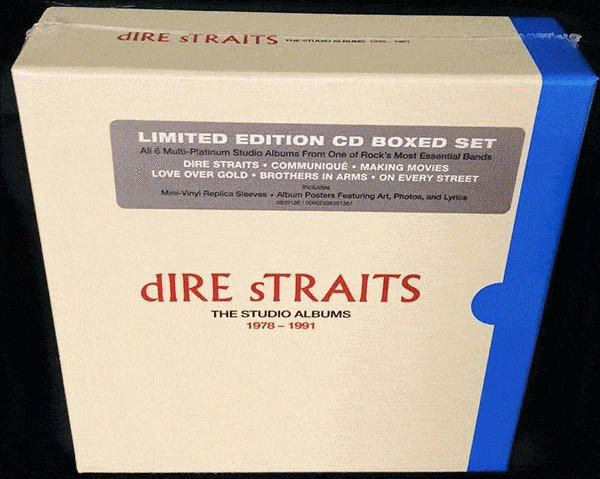 dIRE sTRAITS THE STUDIO ALBUMS 1978 – 1991
LIMITED EDITION CD BOXED SET
All 6 Multi-Platinum Studio Albums From One of Rock's Most Essential Bands
DIRE STRAITS • COMMUNIQUÉ • MAKING MOVIES
LOVE OVER GOLD • BROTHERS IN ARMS • ON EVERY STREET
Includes
Mini-Vinyl Replica Sleeves • Album Posters Featuring Art, Photos, and Lyrics
dIRE sTRAITS
THE STUDIO ALBUMS
1978 – 1991